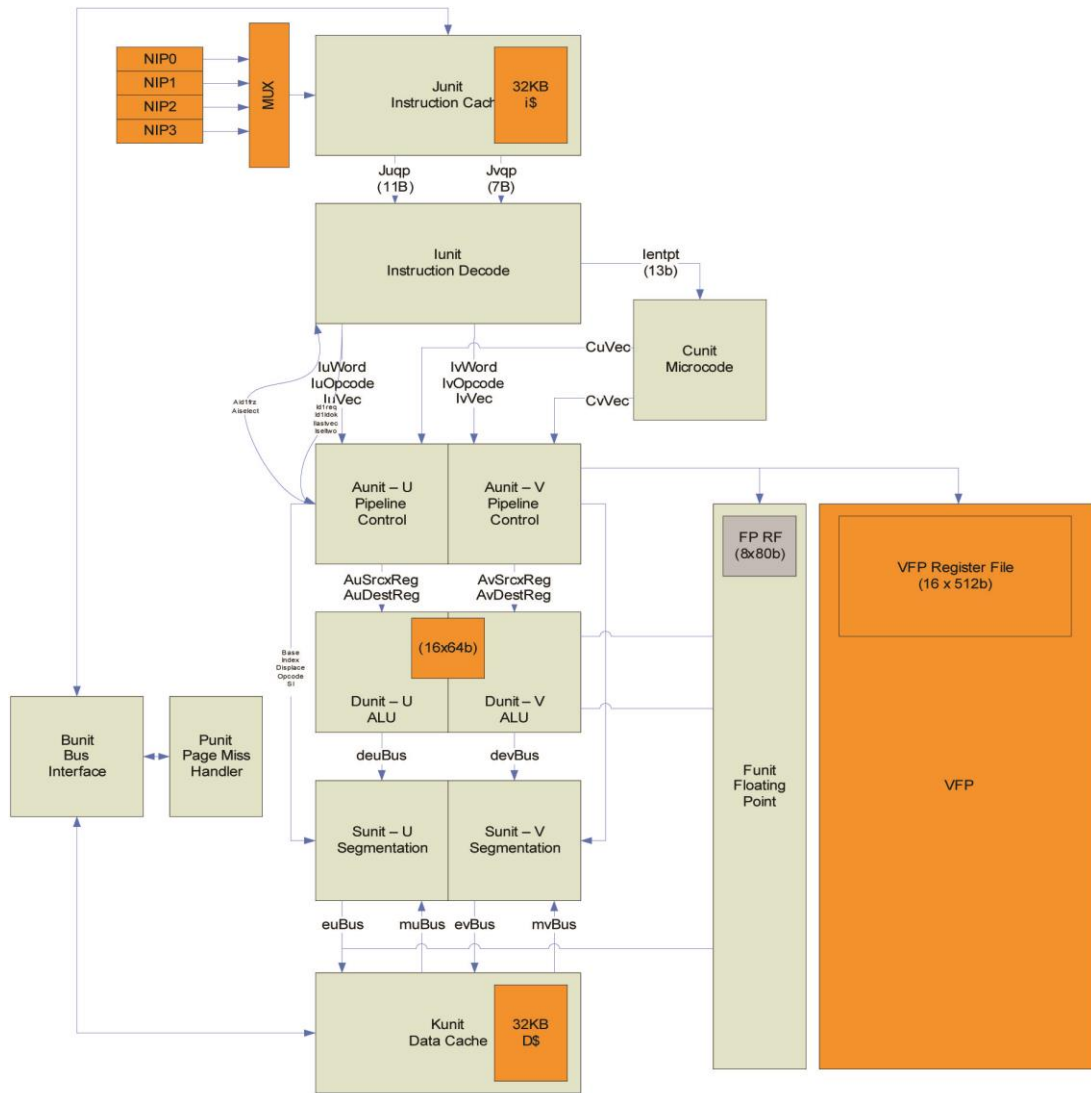 NIP0
NIP1
NIP2
NIP3
MUX
Junit
Instruction Cach
32KB
i$
Juqp
(11B)
Jvqp
(7B)
Iunit
Instruction Decode
Ientpt
(13b)
Cunit
Microcode
CuVec
CvVec
IuWord
IuOpcode
IuVec
IvWord
IvOpcode
IvVec
Aiselect
Aunit – U
Pipeline
Control
Aunit – V
Pipeline
Control
AuSrcxReg
AuDestReg
AvSrcxReg
AvDestReg
(16x64b)
Dunit – U
ALU
Dunit – V
ALU
Base
Index
Displace
Opcode
deuBus
devBus
Sunit – U
Segmentation
Sunit – V
Segmentation
euBus
muBus
evBus
mvBus
Kunit
Data Cache
32KB
D$
Bunit
Bus
Interface
Punit
Page Miss
Handler
FP RF
(8x80b)
Funit
Floating
Point
VFP Register File
(16 x 512b)
VFP